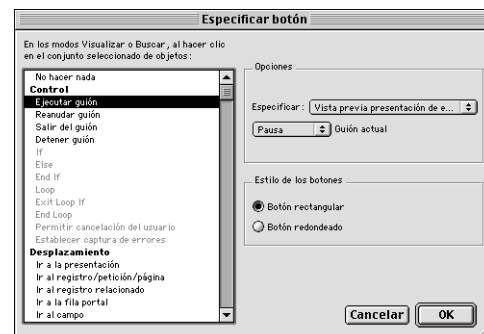 Especificar botón
En los modos Visualizar o Buscar, al hacer clic
en el conjunto seleccionado de objetos:
No hacer nada
Control
Ejecutar guión
Reanudar guión
Salir del guión
Detener guión
If
Else
End If
Loop
Exit Loop If
End Loop
Permitir cancelación del usuario
Establecer captura de errores
Desplazamiento
Ir a la presentación
Ir al registro/petición/página
Ir al registro relacionado
Ir a la fila portal
Ir al campo
Opciones
Especificar: Vista previa presentación de e...
Pausa Guión actual
Estilo de los botones
Botón rectangular
Botón redondeado
Cancelar OK